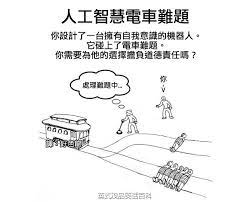 人工智慧電車難題
你設計了一台擁有自我意識的機器人。
它碰上了電車難題。
你需要為他的選擇擔負道德責任嗎？
你
處理難題中...